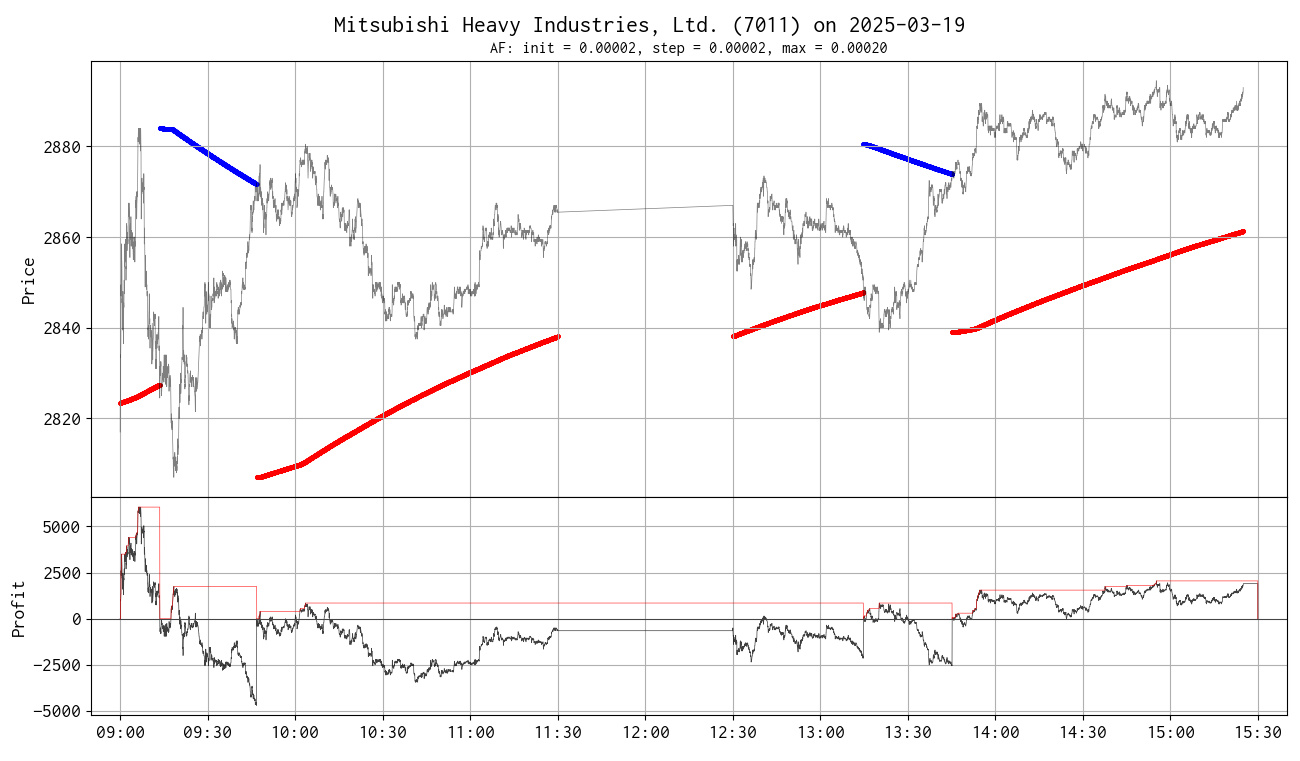 Mitsubishi Heavy Industries, Ltd. (7011) on 2025-03-19
AF: init = 0.00002, step = 0.00002, max = 0.00020
Price
2880
2860
2840
2820
Profit
5000
2500
0
−2500
−5000
09:00 09:30 10:00 10:30 11:00 11:30 12:00 12:30 13:00 13:30 14:00 14:30 15:00 15:30